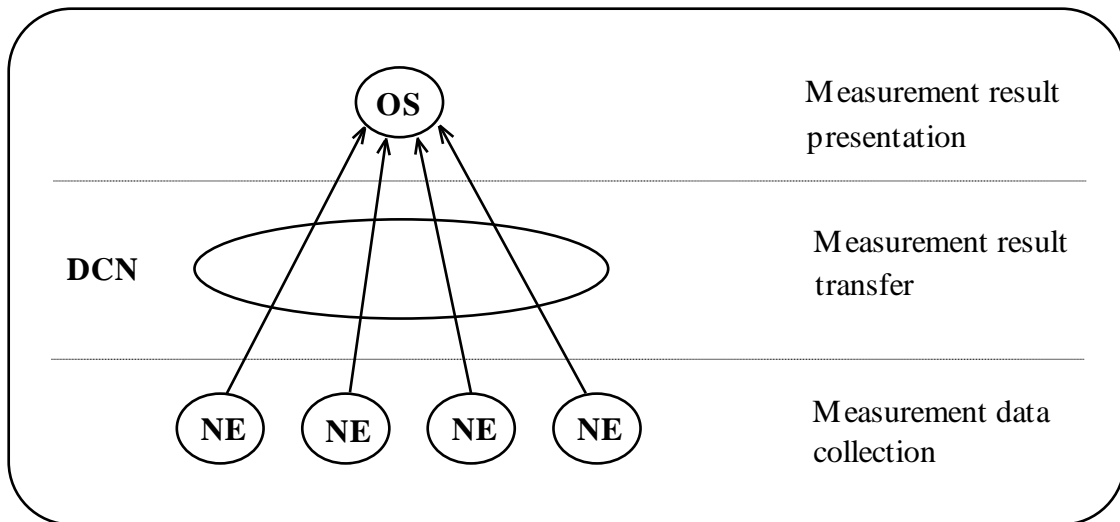 OS
Measurement result
presentation
DCN
Measurement result
transfer
NE NE NE NE
Measurement data
collection